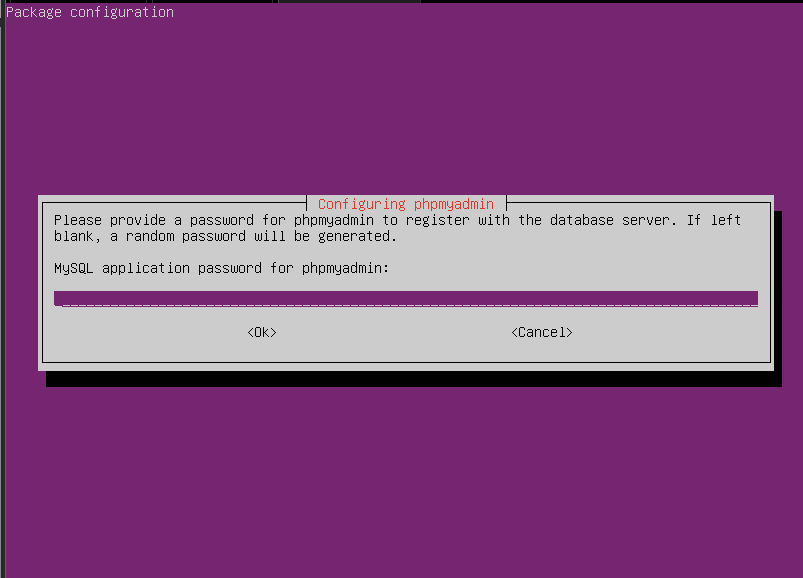 Package configuration
Configuring phpmyadmin
Please provide a password for phpmyadmin to register with the database server. If left
blank, a random password will be generated.
MySQL application password for phpmyadmin:
<Ok> <Cancel>